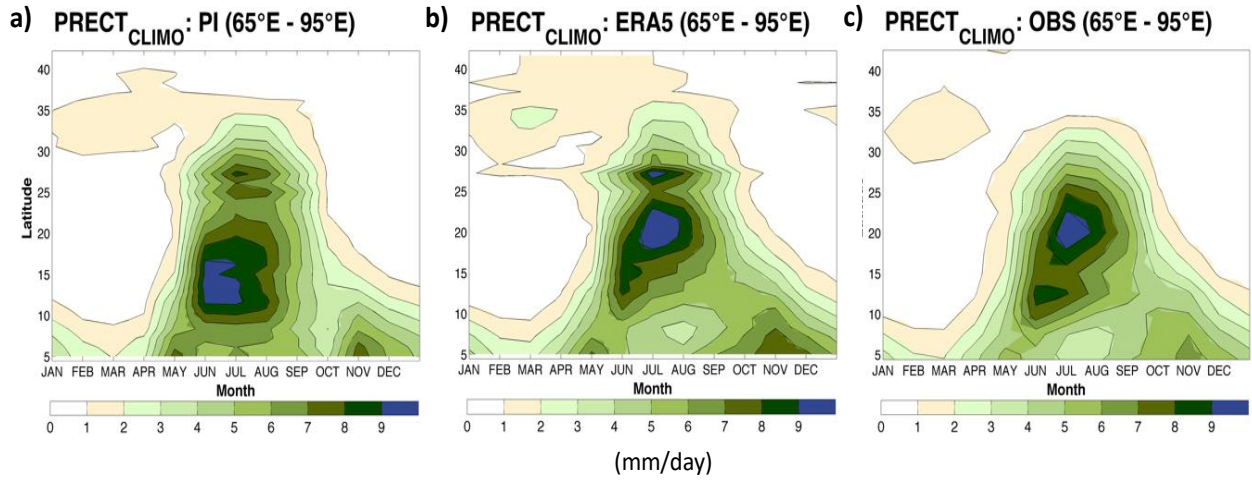 a) PRECT_CLIMO: PI (65°E - 95°E)
40
35
30
25
20
15
10
5
Latitude
JAN FEB MAR APR MAY JUN JUL AUG SEP OCT NOV DEC
Month
0 1 2 3 4 5 6 7 8 9
b) PRECT_CLIMO: ERA5 (65°E - 95°E)
40
35
30
25
20
15
10
5
JAN FEB MAR APR MAY JUN JUL AUG SEP OCT NOV DEC
Month
0 1 2 3 4 5 6 7 8 9
(mm/day)
c) PRECT_CLIMO: OBS (65°E - 95°E)
40
35
30
25
20
15
10
5
JAN FEB MAR APR MAY JUN JUL AUG SEP OCT NOV DEC
Month
0 1 2 3 4 5 6 7 8 9